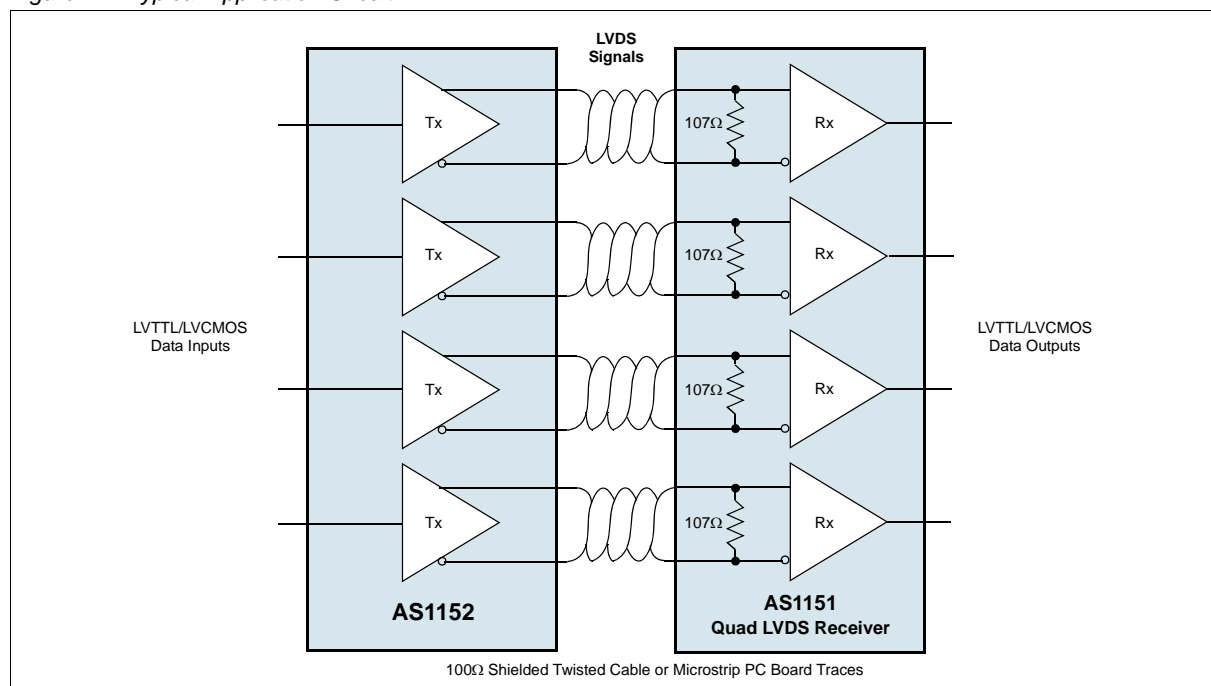 LVDS
Signals
Tx
107Ω
Rx
Tx
107Ω
Rx
LVTTL/LVCMOS
Data Inputs
LVTTL/LVCMOS
Data Outputs
Tx
107Ω
Rx
Tx
107Ω
Rx
AS1152
AS1151
Quad LVDS Receiver
100Ω Shielded Twisted Cable or Microstrip PC Board Traces